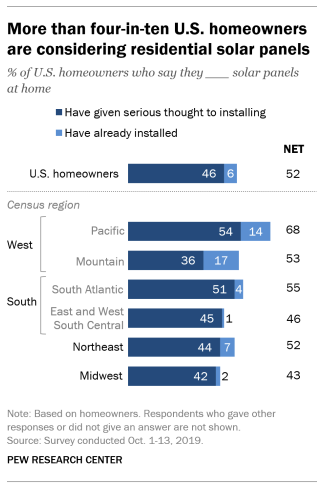 More than four-in-ten U.S. homeowners
are considering residential solar panels
% of U.S. homeowners who say they ____ solar panels
at home
Have given serious thought to installing
Have already installed
NET
U.S. homeowners 46 6 52
Census region
West
Pacific 54 14 68
Mountain 36 17 53
South
South Atlantic 51 4 55
East and West
South Central 45 1 46
Northeast 44 7 52
Midwest 42 2 43
Note: Based on homeowners. Respondents who gave other
responses or did not give an answer are not shown.
Source: Survey conducted Oct. 1-13, 2019.
PEW RESEARCH CENTER